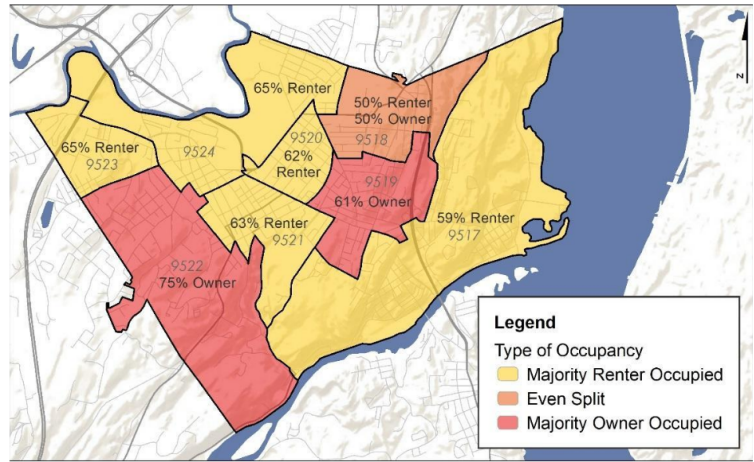 z
65% Renter
50% Renter
50% Owner
9518
9520
62%
Renter
65% Renter
9523
9524
9519
61% Owner
63% Renter
9521
59% Renter
9517
9522
75% Owner
Legend
Type of Occupancy
Majority Renter Occupied
Even Split
Majority Owner Occupied